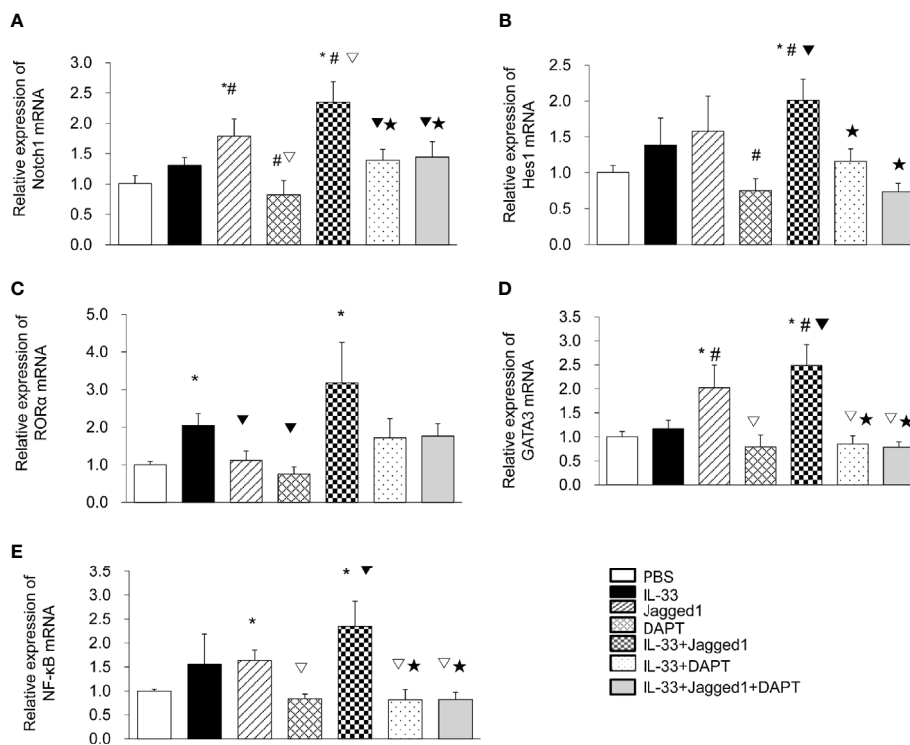 A
Relative expression of
Notch1 mRNA
3.0
2.5
2.0
1.5
1.0
0.5
0.0
*#
#▽
* # ▽
▼★
▼★
B
Relative expression of
Hes1 mRNA
2.5
2.0
1.5
1.0
0.5
0.0
#
* # ▼
★
★
C
Relative expression of
RORα mRNA
5.0
4.0
3.0
2.0
1.0
0.0
*
▼
▼
*
D
Relative expression of
GATA3 mRNA
3.5
3.0
2.5
2.0
1.5
1.0
0.5
0.0
* #
▽
* # ▼
▽★
▽★
E
Relative expression of
NF-κB mRNA
3.5
3.0
2.5
2.0
1.5
1.0
0.5
0.0
*
▽
* ▼
▽★
▽★
PBS
IL-33
Jagged1
DAPT
IL-33+Jagged1
IL-33+DAPT
IL-33+Jagged1+DAPT